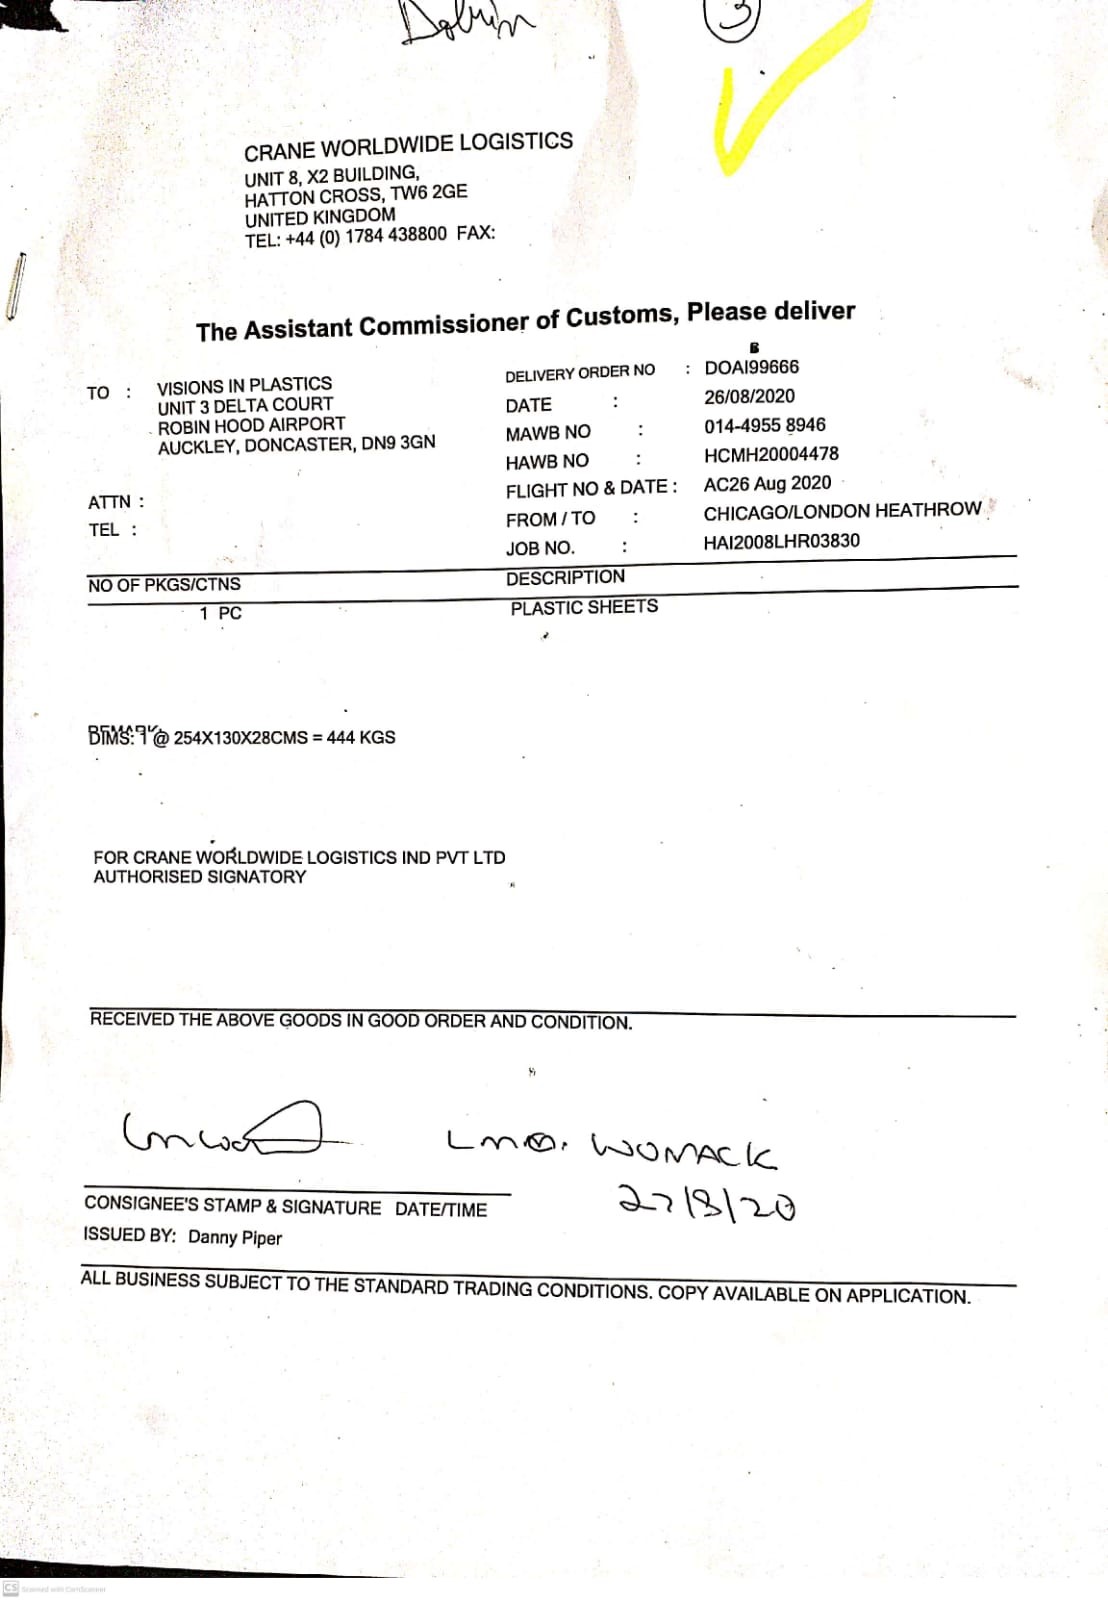 3
CRANE WORLDWIDE LOGISTICS
UNIT 8, X2 BUILDING,
HATTON CROSS, TW6 2GE
UNITED KINGDOM
TEL: +44 (0) 1784 438800 FAX:
The Assistant Commissioner of Customs, Please deliver
TO : VISIONS IN PLASTICS
UNIT 3 DELTA COURT
ROBIN HOOD AIRPORT
AUCKLEY, DONCASTER, DN9 3GN
ATTN :
TEL :
DELIVERY ORDER NO : DOAI99666
DATE : 26/08/2020
MAWB NO : 014-4955 8946
HAWB NO : HCMH20004478
FLIGHT NO & DATE : AC26 Aug 2020
FROM / TO : CHICAGO/LONDON HEATHROW
JOB NO. : HAI2008LHR03830
NO OF PKGS/CTNS DESCRIPTION
1 PC PLASTIC SHEETS
DIMS: 1 @ 254X130X28CMS = 444 KGS
FOR CRANE WORLDWIDE LOGISTICS IND PVT LTD
AUTHORISED SIGNATORY
RECEIVED THE ABOVE GOODS IN GOOD ORDER AND CONDITION.
WOMACK
27/8/20
CONSIGNEE'S STAMP & SIGNATURE DATE/TIME
ISSUED BY: Danny Piper
ALL BUSINESS SUBJECT TO THE STANDARD TRADING CONDITIONS. COPY AVAILABLE ON APPLICATION.
CS Scanned with CamScanner